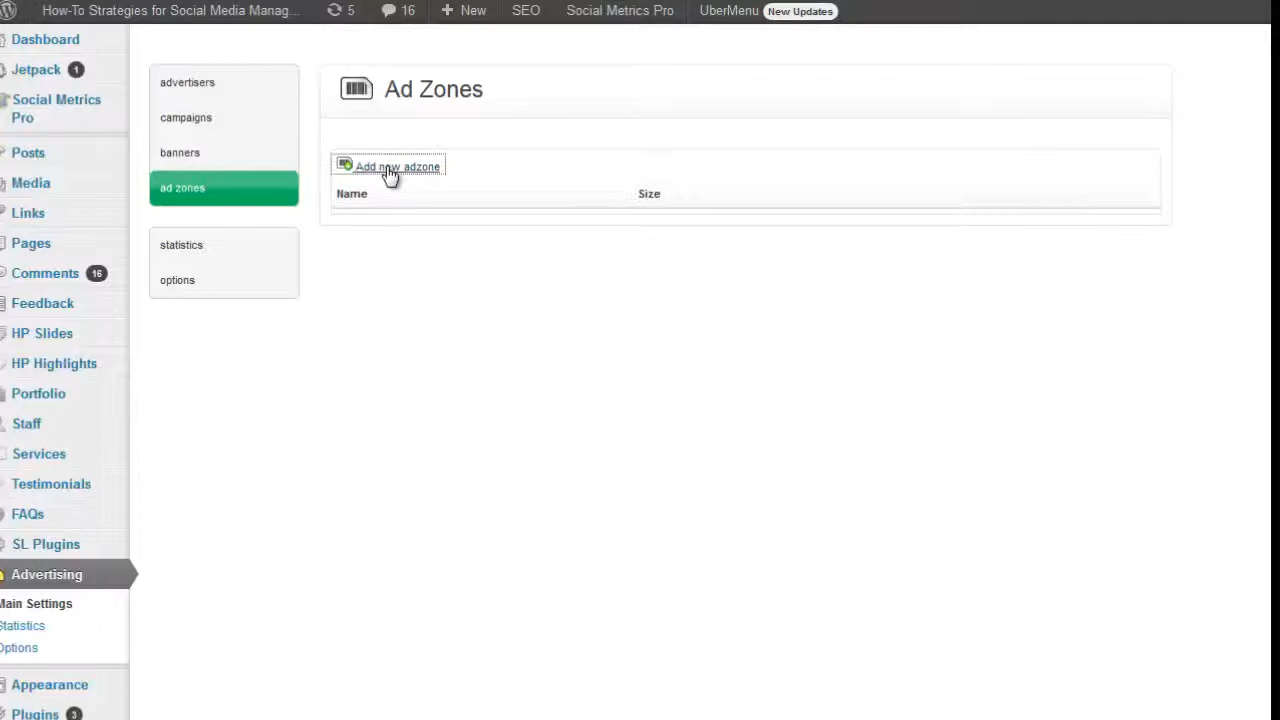 How-To Strategies for Social Media Manag... 5 16 New SEO Social Metrics Pro UberMenu New Updates
Dashboard
Jetpack 1
Social Metrics
Pro
Posts
Media
Links
Pages
Comments 16
Feedback
HP Slides
HP Highlights
Portfolio
Staff
Services
Testimonials
FAQs
SL Plugins
Advertising
Main Settings
Statistics
Options
Appearance
Plugins 3
advertisers
campaigns
banners
ad zones
statistics
options
Ad Zones
Add new adzone
Name Size